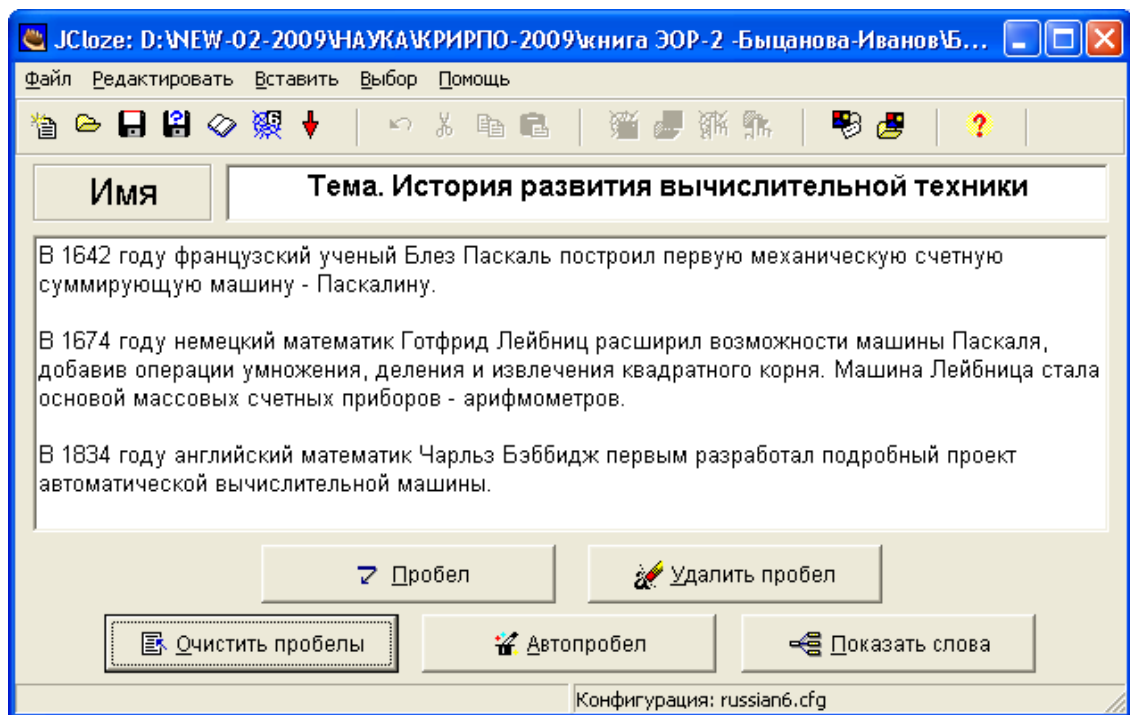 JCloze: D:\NEW-02-2009\НАУКА\КРИРПО-2009\книга ЭОР-2 -Быцанова-Иванов\Б...
Файл Редактировать Вставить Выбор Помощь
Имя
Тема. История развития вычислительной техники
В 1642 году французский ученый Блез Паскаль построил первую механическую счетную
суммирующую машину - Паскалину.
В 1674 году немецкий математик Готфрид Лейбниц расширил возможности машины Паскаля,
добавив операции умножения, деления и извлечения квадратного корня. Машина Лейбница стала
основой массовых счетных приборов - арифмометров.
В 1834 году английский математик Чарльз Бэббидж первым разработал подробный проект
автоматической вычислительной машины.
Пробел Удалить пробел
Очистить пробелы Автопробел Показать слова
Конфигурация: russian6.cfg